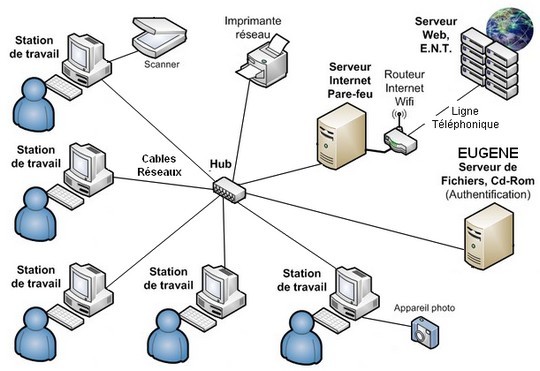 Station
de travail
Scanner
Imprimante
réseau
Serveur
Internet
Pare-feu
Routeur
Internet
Wifi
Serveur
Web,
E.N.T.
Ligne
Téléphonique
Station
de travail
Cables
Réseaux
Hub
EUGENE
Serveur de
Fichiers, Cd-Rom
(Authentification)
Station
de travail
Station
de travail
Station
de travail
Appareil photo